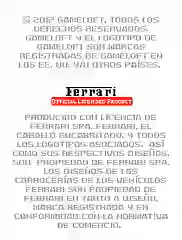 © 2012 GAMELOFT. TODOS LOS
DERECHOS RESERVADOS.
GAMELOFT Y EL LOGOTIPO DE
GAMELOFT SON MARCAS
REGISTRADAS DE GAMELOFT EN
LOS EE. UU. Y/U OTROS PAÍSES.
Ferrari
OFFICIAL LICENSED PRODUCT
PRODUCIDO CON LICENCIA DE
FERRARI SPA. FERRARI, EL
CABALLO ENCABRITADO, Y TODOS
LOS LOGOTIPOS ASOCIADOS, ASÍ
COMO SUS RESPECTIVOS DISEÑOS,
SON PROPIEDAD DE FERRARI SPA.
LOS DISEÑOS DE LAS
CARROCERÍAS DE LOS VEHÍCULOS
FERRARI SON PROPIEDAD DE
FERRARI EN TANTO A DISEÑO,
MARCA REGISTRADA Y EN
CONFORMIDAD CON LA NORMATIVA
DE COMERCIO.